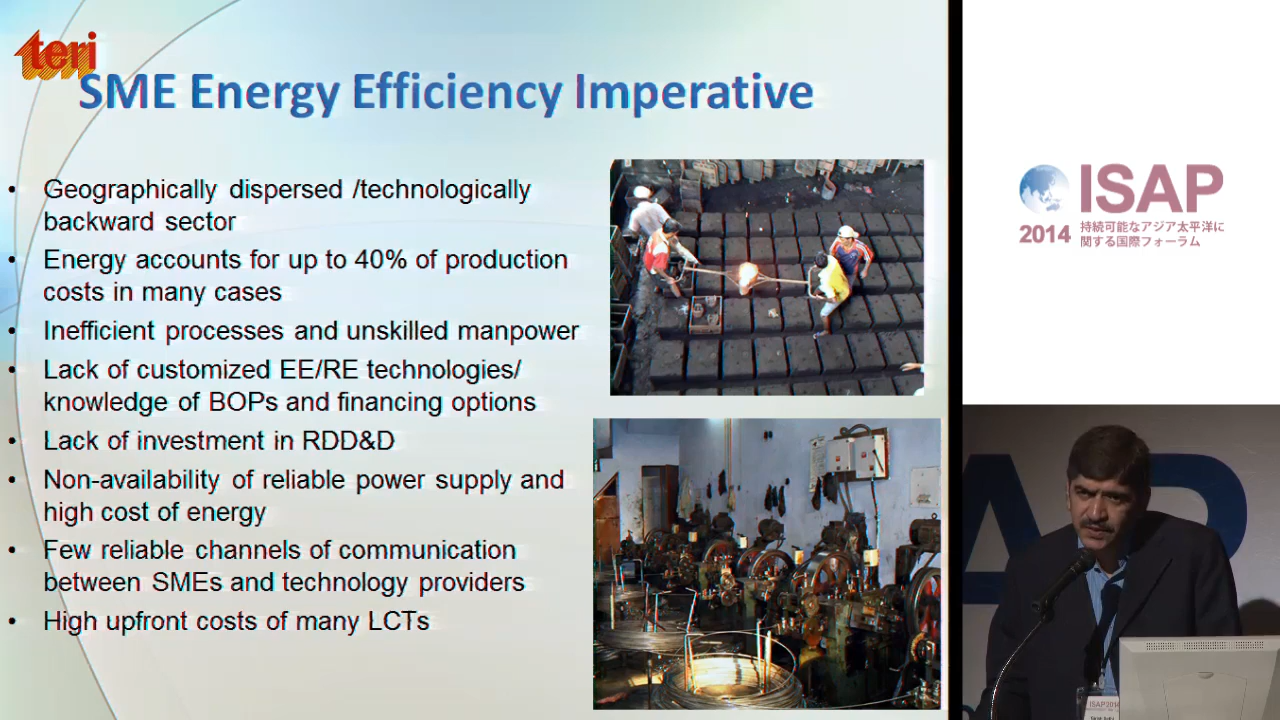 teri
SME Energy Efficiency Imperative
• Geographically dispersed /technologically
backward sector
• Energy accounts for up to 40% of production
costs in many cases
• Inefficient processes and unskilled manpower
• Lack of customized EE/RE technologies/
knowledge of BOPs and financing options
• Lack of investment in RDD&D
• Non-availability of reliable power supply and
high cost of energy
• Few reliable channels of communication
between SMEs and technology providers
• High upfront costs of many LCTs
ISAP
2014 持続可能なアジア太平洋に
関する国際フォーラム
AP
ISAP2014